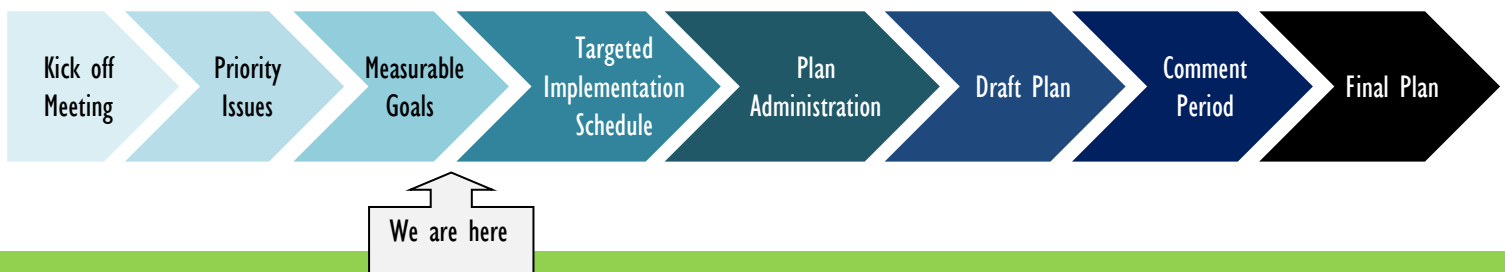 Kick off
Meeting
Priority
Issues
Measurable
Goals
Targeted
Implementation
Schedule
Plan
Administration
Draft Plan
Comment
Period
Final Plan
We are here